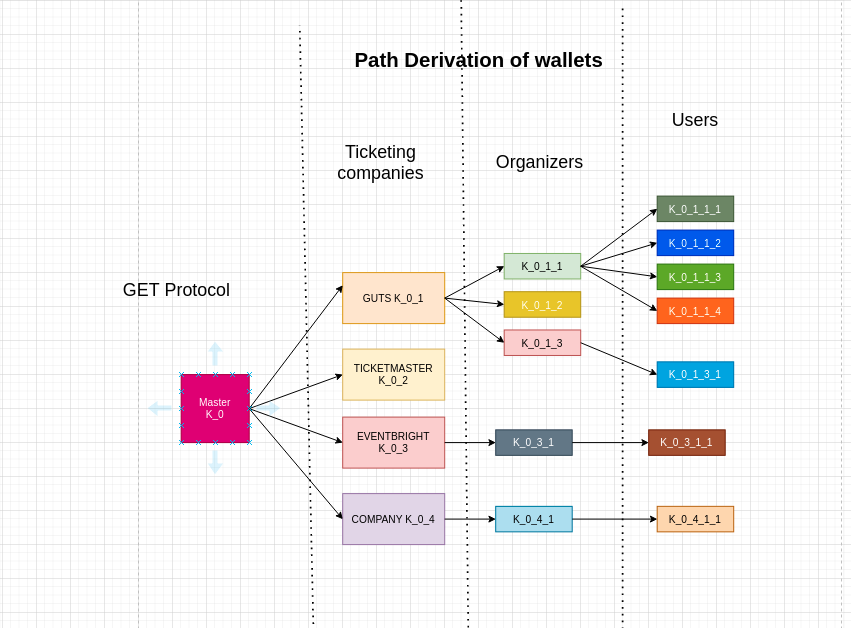 Path Derivation of wallets
Users
Ticketing
companies
Organizers
GET Protocol
Master
K_0
GUTS K_0_1
TICKETMASTER
K_0_2
EVENTBRIGHT
K_0_3
COMPANY K_0_4
K_0_1_1
K_0_1_2
K_0_1_3
K_0_3_1
K_0_4_1
K_0_1_1_1
K_0_1_1_2
K_0_1_1_3
K_0_1_1_4
K_0_1_3_1
K_0_3_1_1
K_0_4_1_1